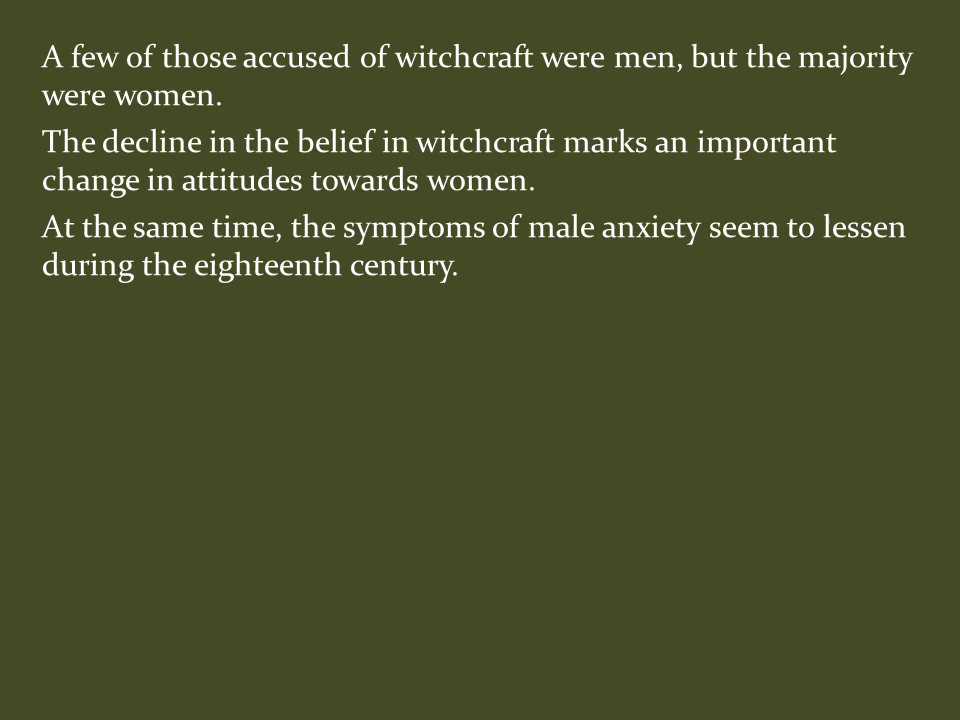 A few of those accused of witchcraft were men, but the majority
were women.
The decline in the belief in witchcraft marks an important
change in attitudes towards women.
At the same time, the symptoms of male anxiety seem to lessen
during the eighteenth century.